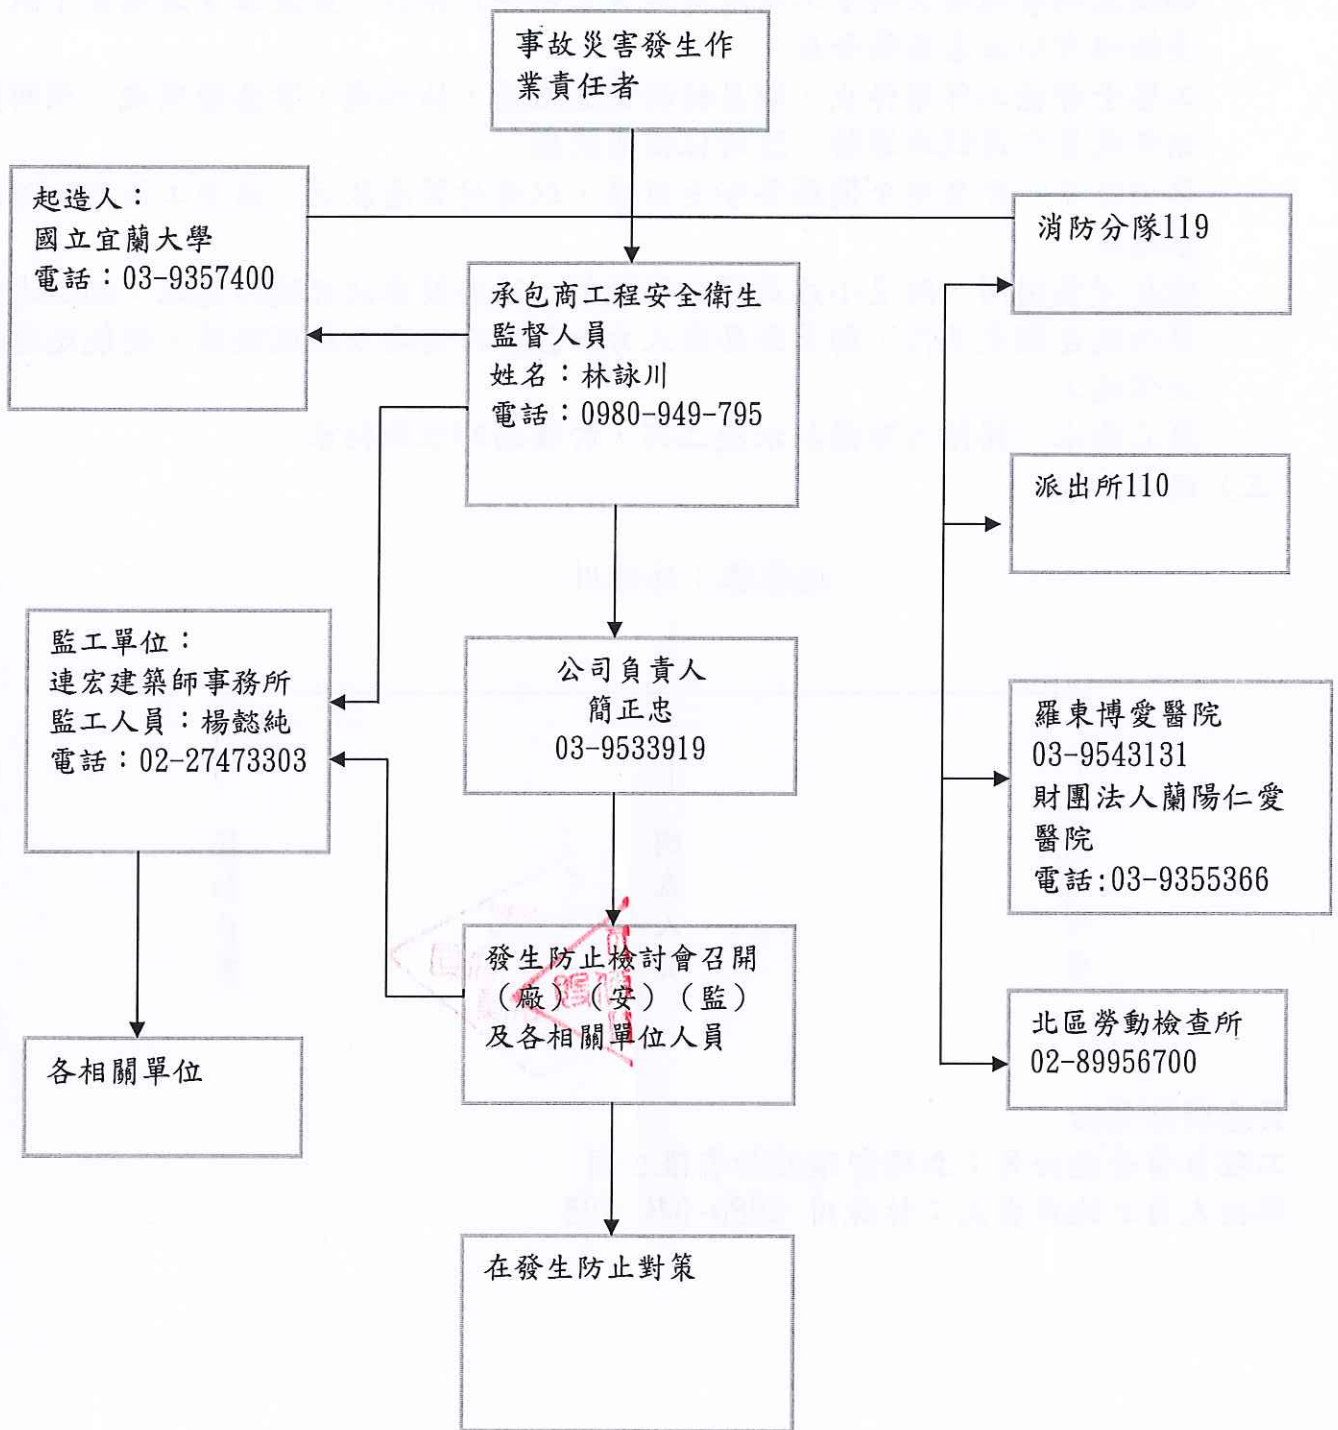 事故災害發生作
業責任者
起造人：
國立宜蘭大學
電話：03-9357400
消防分隊119
承包商工程安全衛生
監督人員
姓名：林詠川
電話：0980-949-795
派出所110
監工單位：
連宏建築師事務所
監工人員：楊懿純
電話：02-27473303
公司負責人
簡正忠
03-9533919
羅東博愛醫院
03-9543131
財團法人蘭陽仁愛
醫院
電話:03-9355366
發生防止檢討會召開
（廠）（安）（監）
及各相關單位人員
北區勞動檢查所
02-89956700
各相關單位
在發生防止對策